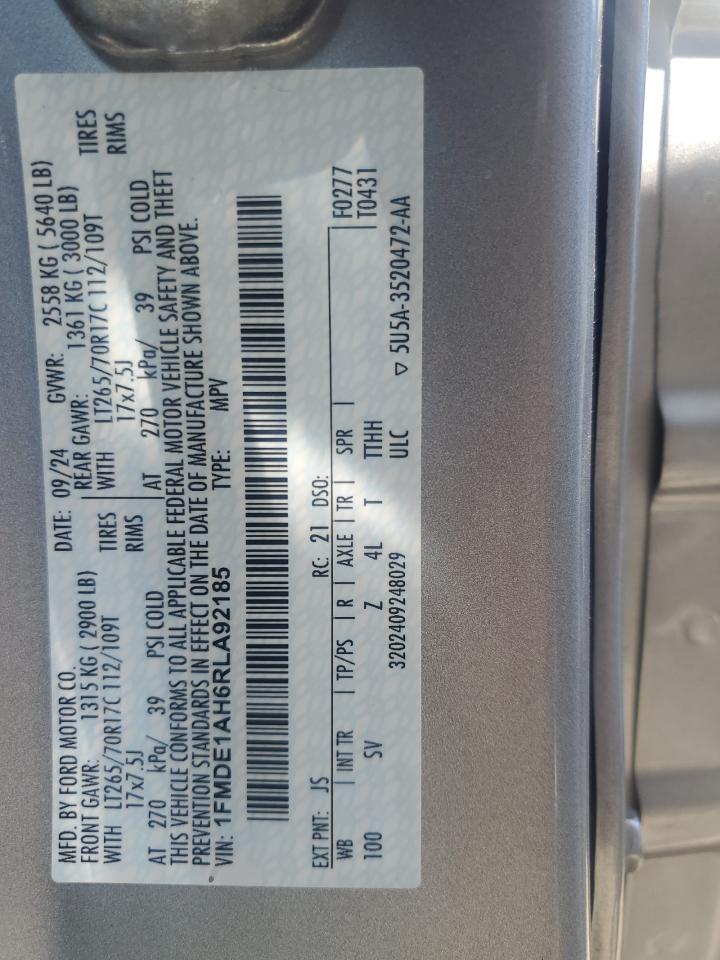 MFD. BY FORD MOTOR CO.
DATE: 09/24 GVWR: 2558 KG ( 5640 LB)
FRONT GAWR: 1315 KG ( 2900 LB)
REAR GAWR: 1361 KG ( 3000 LB)
WITH LT265/70R17C 112/109T TIRES
WITH LT265/70R17C 112/109T TIRES
17x7.5J RIMS
17x7.5J RIMS
AT 270 kPa/ 39 PSI COLD
AT 270 kPa/ 39 PSI COLD
THIS VEHICLE CONFORMS TO ALL APPLICABLE FEDERAL MOTOR VEHICLE SAFETY AND THEFT
PREVENTION STANDARDS IN EFFECT ON THE DATE OF MANUFACTURE SHOWN ABOVE.
VIN: 1FMDE1AH6RLA92185 TYPE: MPV
EXT PNT: JS RC: 21 DSO:
WB | INT TR | TP/PS | R | AXLE | TR | SPR | F0277
100 SV Z 4L T TTHH T0431
3202409248029 ULC ▽ 5U5A-3520472-AA